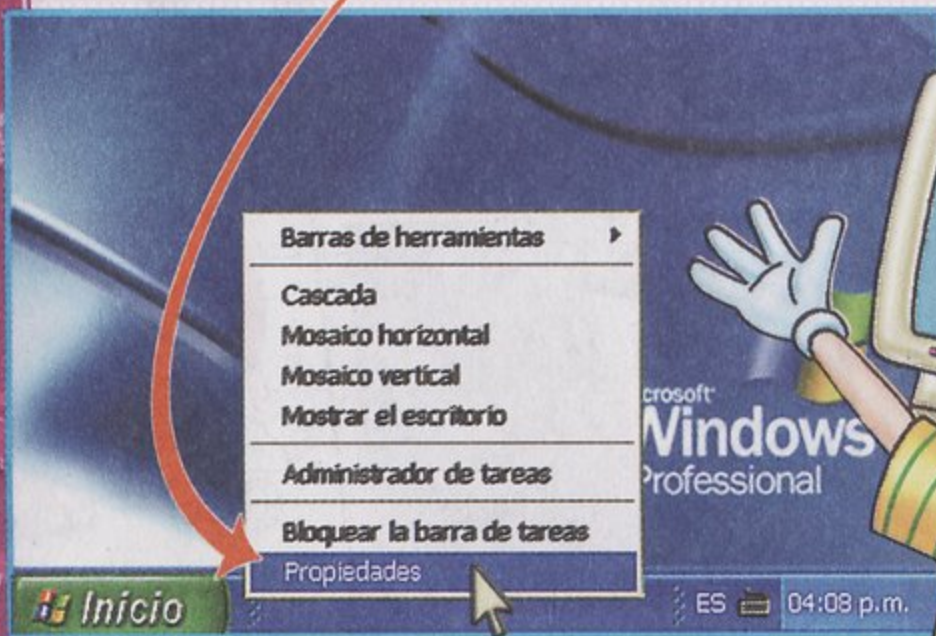 Barras de herramientas
Cascada
Mosaico horizontal
Mosaico vertical
Mostrar el escritorio
Administrador de tareas
Bloquear la barra de tareas
Propiedades
crosoft
Windows
Professional
Inicio
ES 04:08 p.m.